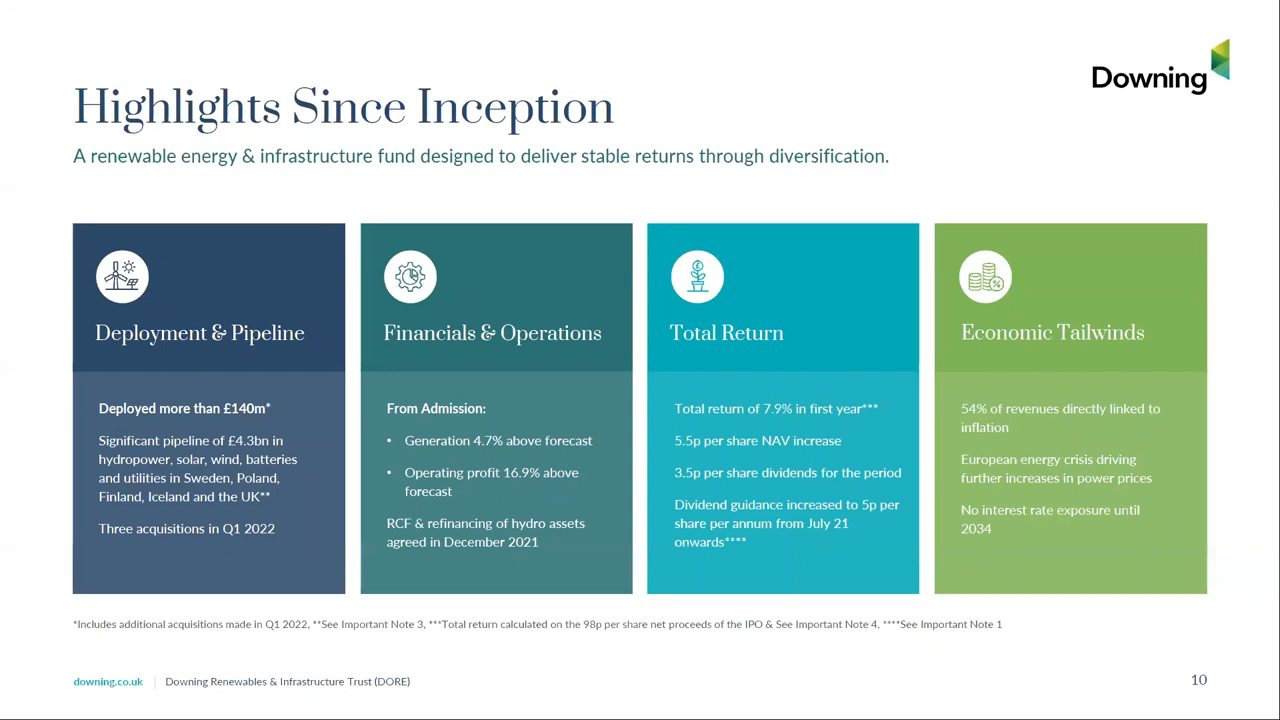 Downing
Highlights Since Inception
A renewable energy & infrastructure fund designed to deliver stable returns through diversification.
Deployment & Pipeline
Deployed more than £140m*
Significant pipeline of £4.3bn in
hydropower, solar, wind, batteries
and utilities in Sweden, Poland,
Finland, Iceland and the UK**
Three acquisitions in Q1 2022
Financials & Operations
From Admission:
• Generation 4.7% above forecast
• Operating profit 16.9% above
forecast
RCF & refinancing of hydro assets
agreed in December 2021
£
Total Return
Total return of 7.9% in first year***
5.5p per share NAV increase
3.5p per share dividends for the period
Dividend guidance increased to 5p per
share per annum from July 21
onwards****
%
Economic Tailwinds
54% of revenues directly linked to
inflation
European energy crisis driving
further increases in power prices
No interest rate exposure until
2034
*Includes additional acquisitions made in Q1 2022, **See Important Note 3, ***Total return calculated on the 98p per share net proceeds of the IPO & See Important Note 4, ****See Important Note 1
downing.co.uk | Downing Renewables & Infrastructure Trust (DORE)
10